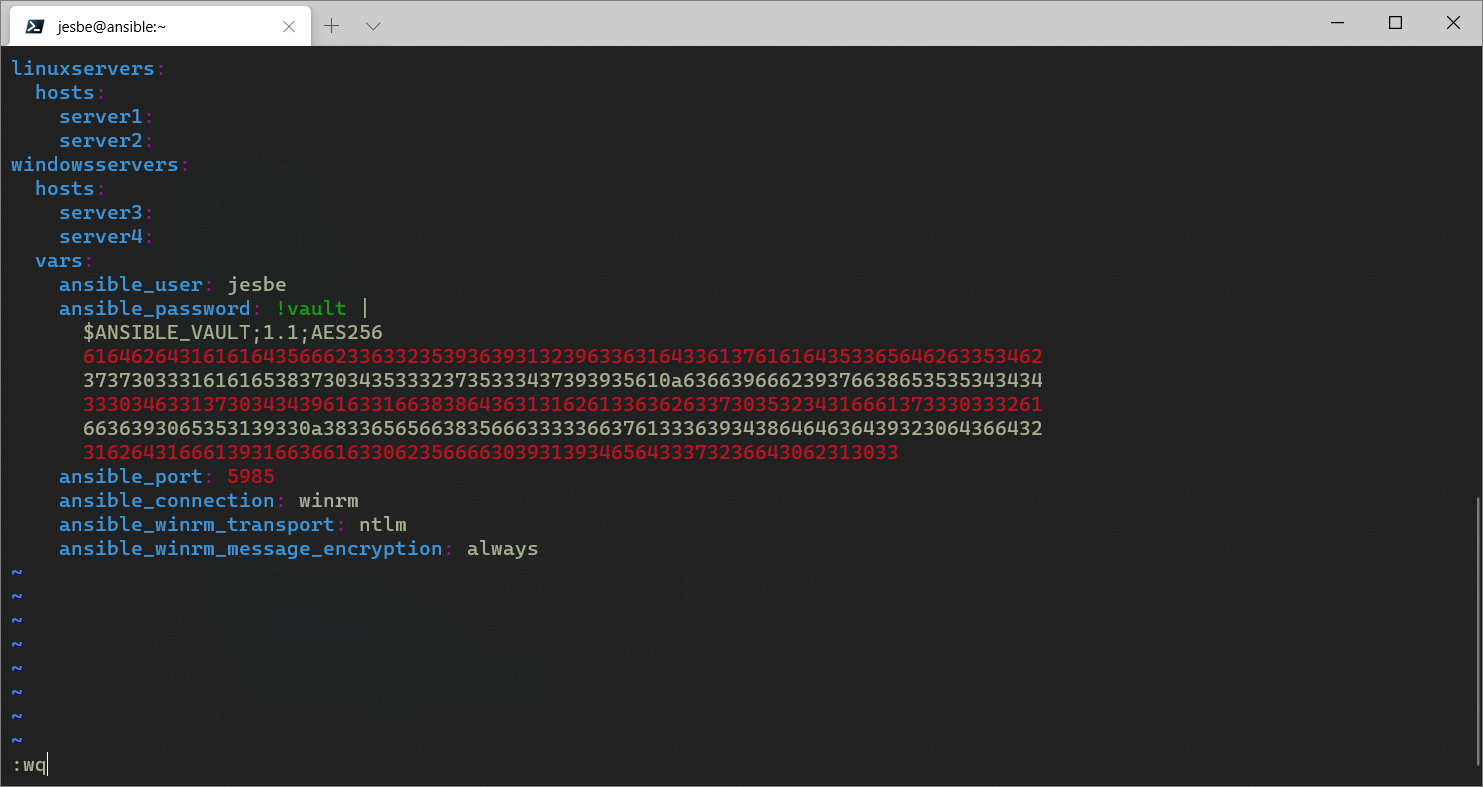 jesbe@ansible:~
linuxservers:
  hosts:
    server1:
    server2:
windowsservers:
  hosts:
    server3:
    server4:
  vars:
    ansible_user: jesbe
    ansible_password: !vault |
      $ANSIBLE_VAULT;1.1;AES256
      61646264316161643566623363323539363931323963363164336137616164353365646263353462
      3737303331616165383730343533323735333437393935610a636639666239376638653535343434
      33303463313730343439616331663838643631316261336362633730353234316661373330333261
      6636393065353139330a383365656638356663333366376133363934386464636439323064366432
      31626431666139316636616330623566663039313934656433373236643062313033
    ansible_port: 5985
    ansible_connection: winrm
    ansible_winrm_transport: ntlm
    ansible_winrm_message_encryption: always
~
~
~
~
~
~
~
~
:wq